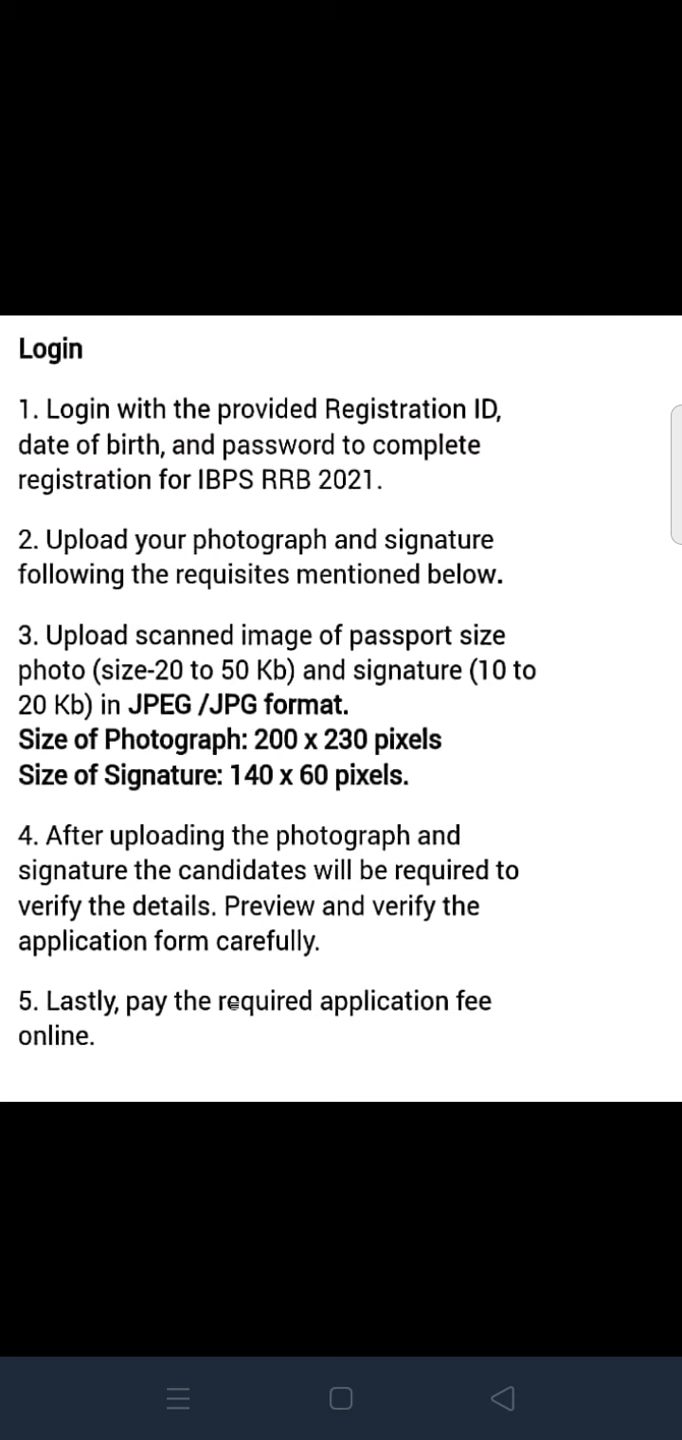 Login
1. Login with the provided Registration ID,
date of birth, and password to complete
registration for IBPS RRB 2021.
2. Upload your photograph and signature
following the requisites mentioned below.
3. Upload scanned image of passport size
photo (size-20 to 50 Kb) and signature (10 to
20 Kb) in JPEG /JPG format.
Size of Photograph: 200 x 230 pixels
Size of Signature: 140 x 60 pixels.
4. After uploading the photograph and
signature the candidates will be required to
verify the details. Preview and verify the
application form carefully.
5. Lastly, pay the required application fee
online.